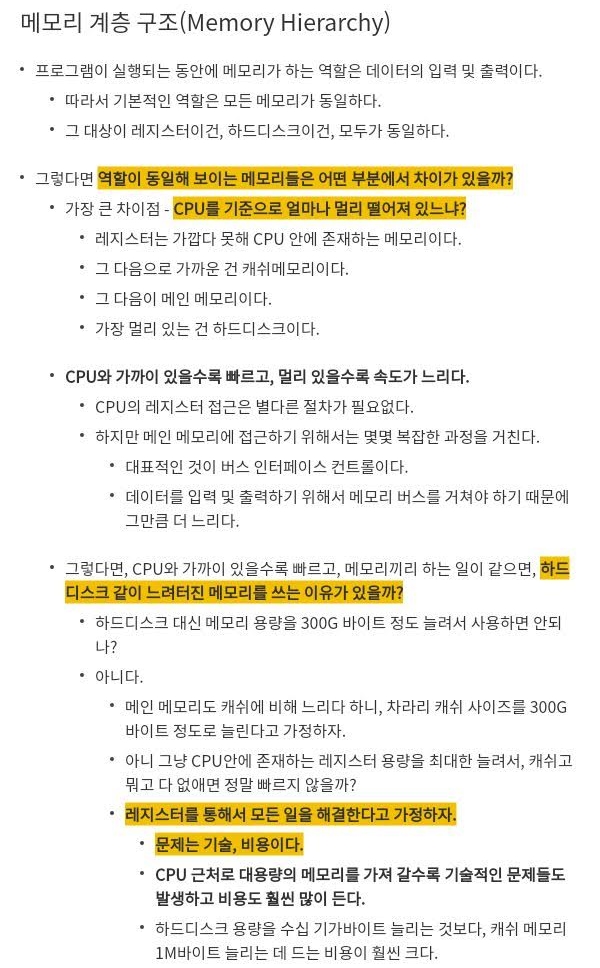 메모리 계층 구조(Memory Hierarchy)
• 프로그램이 실행되는 동안에 메모리가 하는 역할은 데이터의 입력 및 출력이다.
• 따라서 기본적인 역할은 모든 메모리가 동일하다.
• 그 대상이 레지스터이건, 하드디스크이건, 모두가 동일하다.
• 그렇다면 역할이 동일해 보이는 메모리들은 어떤 부분에서 차이가 있을까?
• 가장 큰 차이점 - CPU를 기준으로 얼마나 멀리 떨어져 있느냐?
• 레지스터는 가깝다 못해 CPU 안에 존재하는 메모리이다.
• 그 다음으로 가까운 건 캐쉬메모리이다.
• 그 다음이 메인 메모리이다.
• 가장 멀리 있는 건 하드디스크이다.
• CPU와 가까이 있을수록 빠르고, 멀리 있을수록 속도가 느리다.
• CPU의 레지스터 접근은 별다른 절차가 필요없다.
• 하지만 메인 메모리에 접근하기 위해서는 몇몇 복잡한 과정을 거친다.
• 대표적인 것이 버스 인터페이스 컨트롤이다.
• 데이터를 입력 및 출력하기 위해서 메모리 버스를 거쳐야 하기 때문에
그만큼 더 느리다.
• 그렇다면, CPU와 가까이 있을수록 빠르고, 메모리끼리 하는 일이 같으면, 하드
디스크 같이 느려터진 메모리를 쓰는 이유가 있을까?
• 하드디스크 대신 메모리 용량을 300G 바이트 정도 늘려서 사용하면 안되
나?
• 아니다.
• 메인 메모리도 캐쉬에 비해 느리다 하니, 차라리 캐쉬 사이즈를 300G
바이트 정도로 늘린다고 가정하자.
• 아니 그냥 CPU안에 존재하는 레지스터 용량을 최대한 늘려서, 캐쉬고
뭐고 다 없애면 정말 빠르지 않을까?
• 레지스터를 통해서 모든 일을 해결한다고 가정하자.
• 문제는 기술, 비용이다.
• CPU 근처로 대용량의 메모리를 가져 갈수록 기술적인 문제들도
발생하고 비용도 훨씬 많이 든다.
• 하드디스크 용량을 수십 기가바이트 늘리는 것보다, 캐쉬 메모리
1M바이트 늘리는 데 드는 비용이 훨씬 크다.